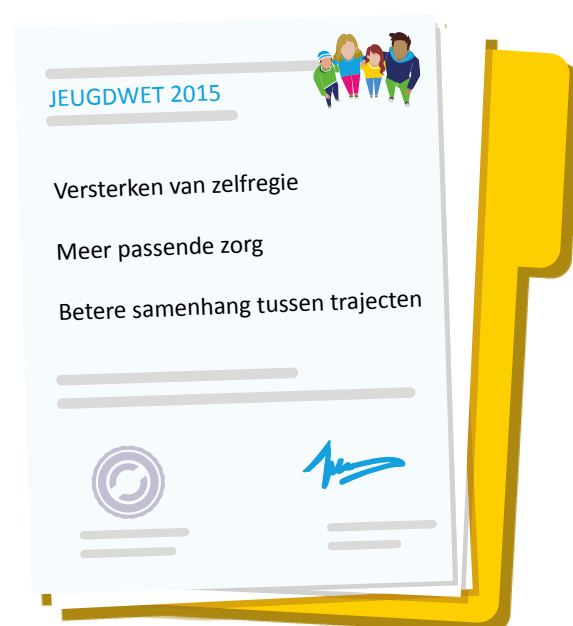 JEUGDWET 2015
Versterken van zelfregie
Meer passende zorg
Betere samenhang tussen trajecten